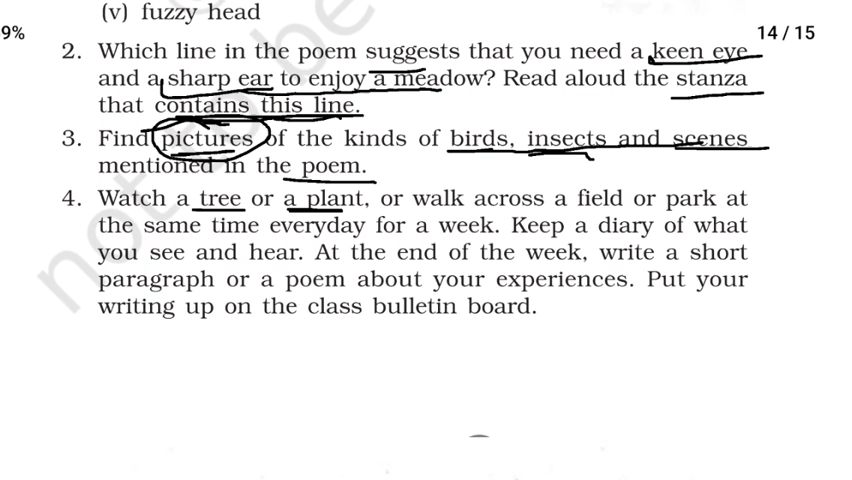 (v) fuzzy head
9%
14 / 15
2. Which line in the poem suggests that you need a keen eye
and a sharp ear to enjoy a meadow? Read aloud the stanza
that contains this line.
3. Find pictures of the kinds of birds, insects and scenes
mentioned in the poem.
4. Watch a tree or a plant, or walk across a field or park at
the same time everyday for a week. Keep a diary of what
you see and hear. At the end of the week, write a short
paragraph or a poem about your experiences. Put your
writing up on the class bulletin board.
not be